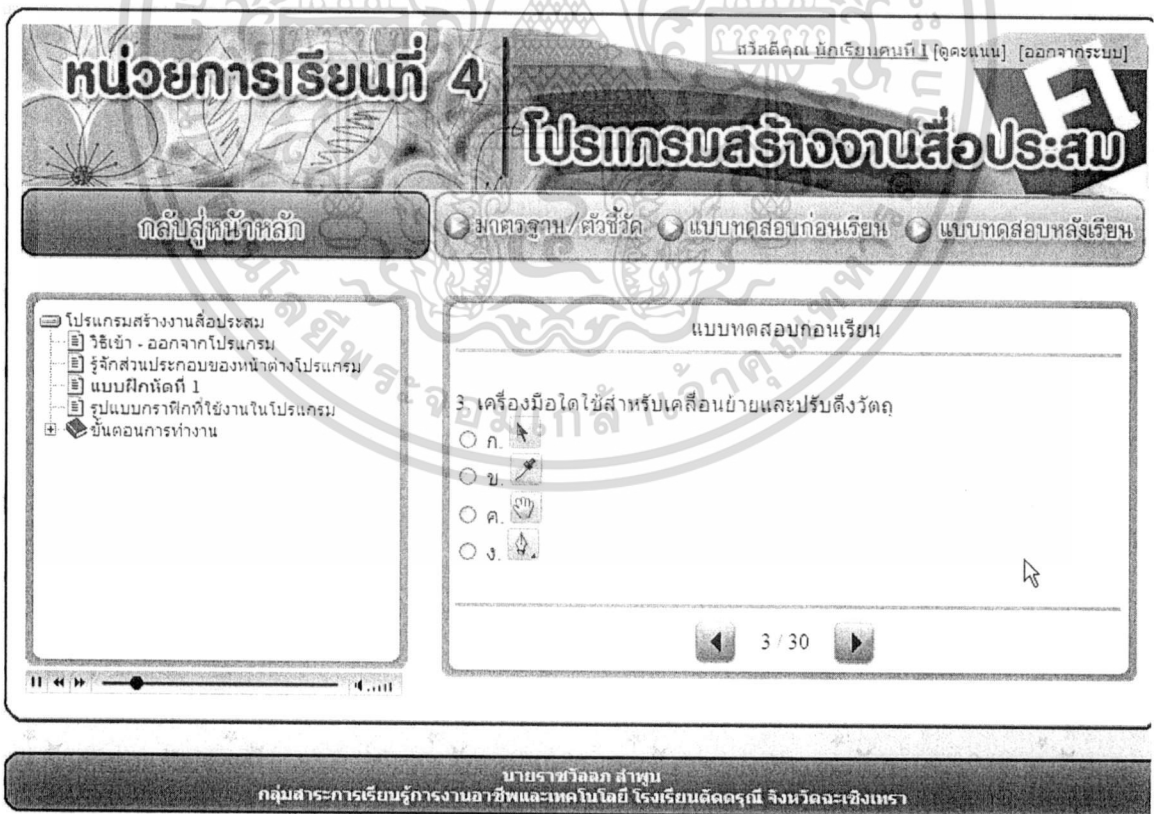 สวัสดีคุณ นักเรียนคนที่ 1 [ดูคะแนน] [ออกจากระบบ]
หน่วยการเรียนที่ 4
Fl
โปรแกรมสร้างงานสื่อประสม
กลับสู่หน้าหลัก
มาตรฐาน/ตัวชี้วัด แบบทดสอบก่อนเรียน แบบทดสอบหลังเรียน
โปรแกรมสร้างงานสื่อประสม
วิธีเข้า - ออกจากโปรแกรม
รู้จักส่วนประกอบของหน้าต่างโปรแกรม
แบบฝึกหัดที่ 1
รูปแบบกราฟิกที่ใช้งานในโปรแกรม
ขั้นตอนการทำงาน
แบบทดสอบก่อนเรียน
3. เครื่องมือใดใช้สำหรับเคลื่อนย้ายและปรับดึงวัตถุ
ก.
ข.
ค.
ง.
3 / 30
นายราชวัลลภ สำพูน
กลุ่มสาระการเรียนรู้การงานอาชีพและเทคโนโลยี โรงเรียนดัดดรุณี จังหวัดฉะเชิงเทรา